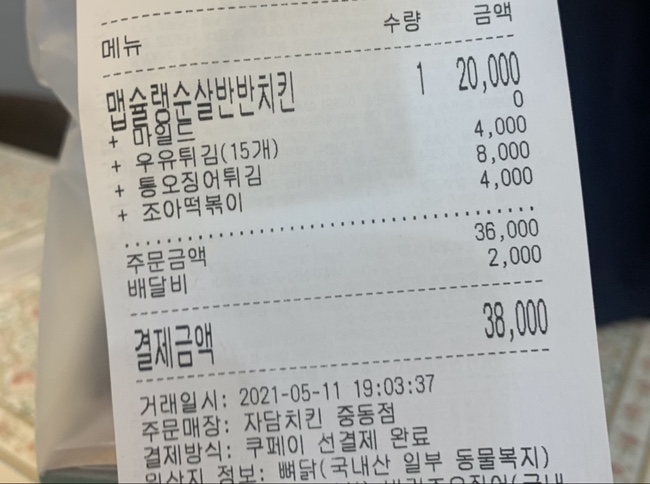 메뉴 수량 금액
맵슐랭순살반반치킨 1 20,000
+ 마일드 0
+ 우유튀김(15개) 4,000
+ 통오징어튀김 8,000
+ 조아떡볶이 4,000
주문금액 36,000
배달비 2,000
결제금액 38,000
거래일시: 2021-05-11 19:03:37
주문매장: 자담치킨 중동점
결제방식: 쿠페이 선결제 완료
원산지 정보: 뼈닭(국내산 일부 동물복지)